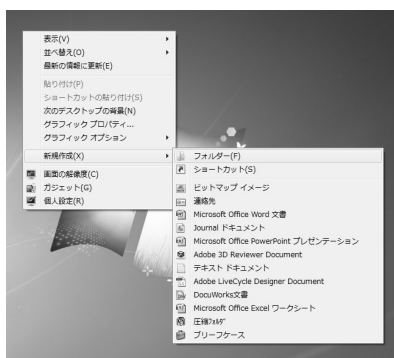 表示(V)
並べ替え(O)
最新の情報に更新(E)
貼り付け(P)
ショートカットの貼り付け(S)
次のデスクトップの背景(N)
グラフィック プロパティ...
グラフィック オプション
新規作成(X)
画面の解像度(C)
ガジェット(G)
個人設定(R)
フォルダー(F)
ショートカット(S)
ビットマップ イメージ
連絡先
Microsoft Office Word 文書
Journal ドキュメント
Microsoft Office PowerPoint プレゼンテーション
Adobe 3D Reviewer Document
テキスト ドキュメント
Adobe LiveCycle Designer Document
DocuWorks文書
Microsoft Office Excel ワークシート
圧縮フォルダ
ブリーフケース